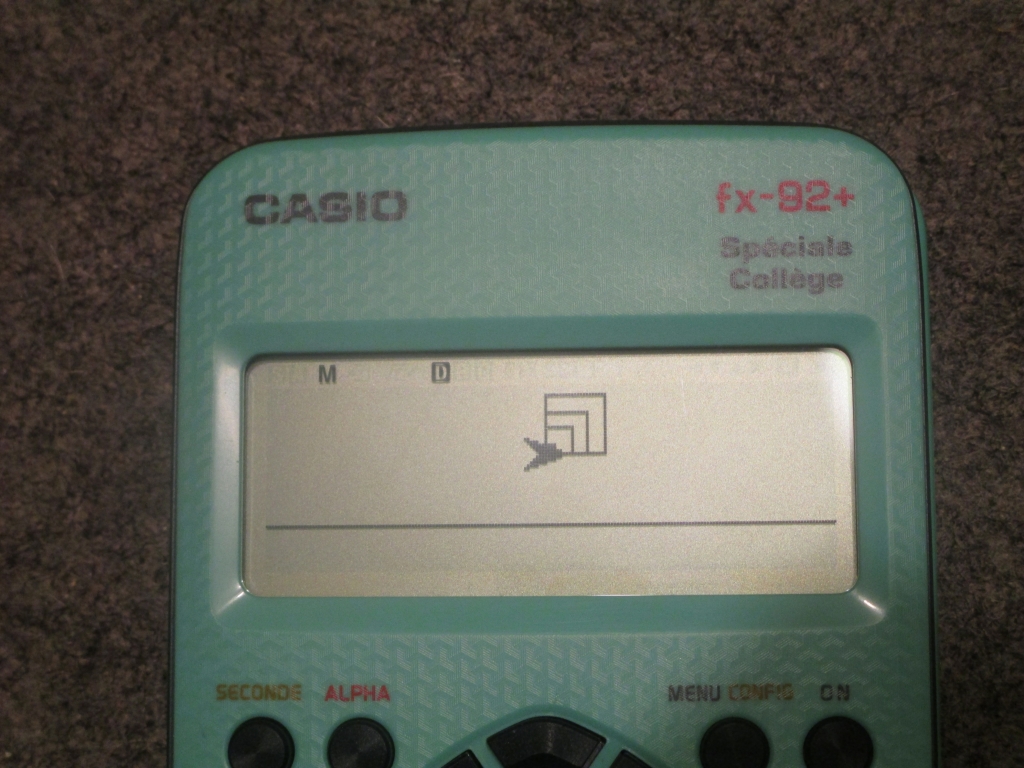 CASIO
fx-92+
Spéciale
Collège
M D
SECONDE ALPHA MENU CONFIG ON